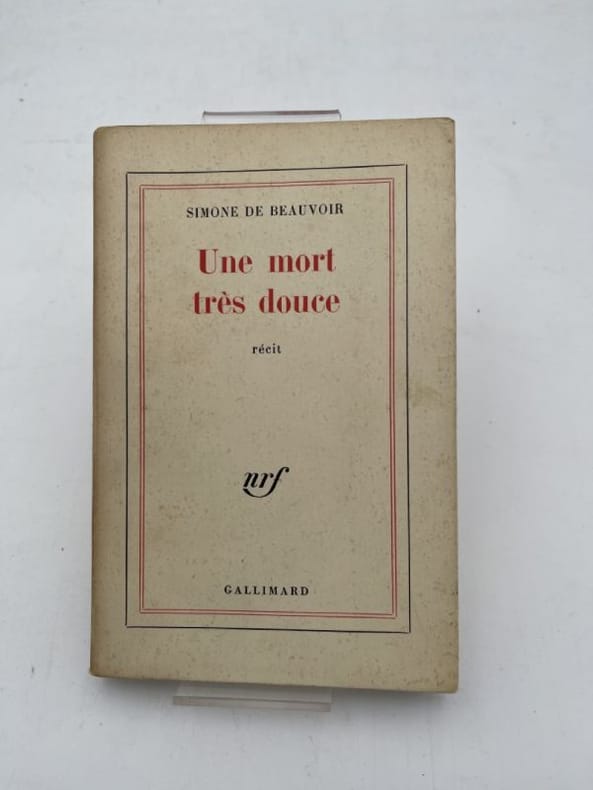 SIMONE DE BEAUVOIR
Une mort
très douce
récit
nrf
GALLIMARD